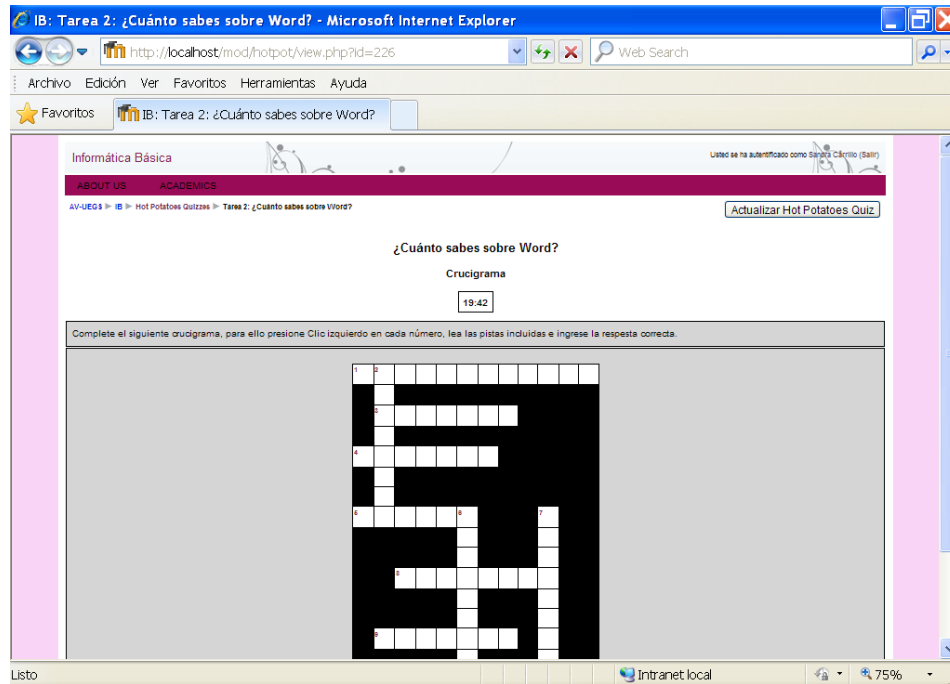 IB: Tarea 2: ¿Cuánto sabes sobre Word? - Microsoft Internet Explorer
http://localhost/mod/hotpot/view.php?id=226
Web Search
Archivo Edición Ver Favoritos Herramientas Ayuda
Favoritos IB: Tarea 2: ¿Cuánto sabes sobre Word?
Informática Básica Usted se ha autentificado como Sandra Carrillo (Salir)
ABOUT US ACADEMICS
AV-UEGS ► IB ► Hot Potatoes Quizzes ► Tarea 2: ¿Cuánto sabes sobre Word? Actualizar Hot Potatoes Quiz
¿Cuánto sabes sobre Word?
Crucigrama
19:42
Complete el siguiente crucigrama, para ello presione Clic izquierdo en cada número, lea las pistas incluidas e ingrese la respesta correcta.
1 2
3
4
5 6 7
8
9
Listo Intranet local 75%